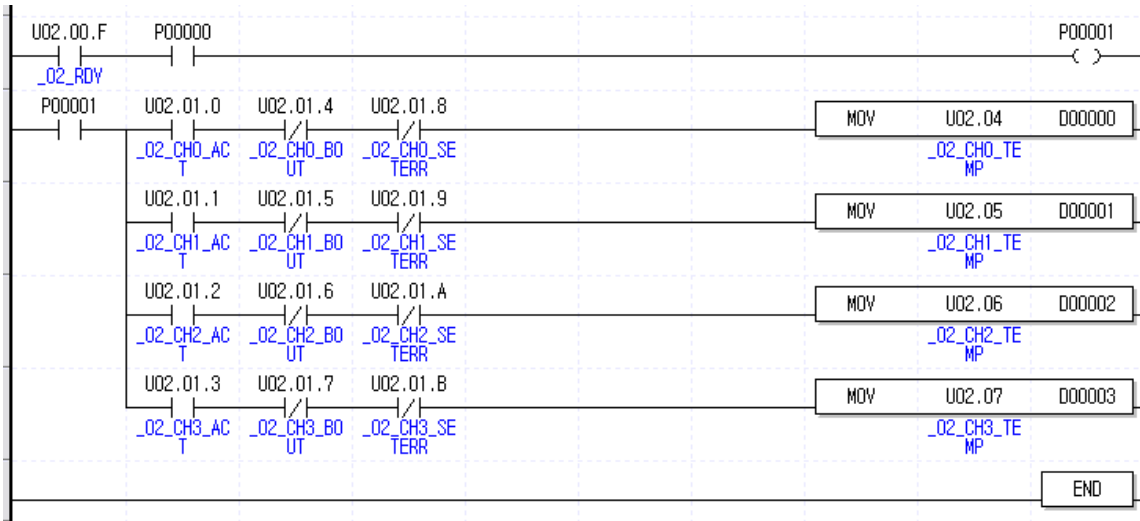 U02.00.F P00000 P00001
_02_RDY
P00001 U02.01.0 U02.01.4 U02.01.8
MOV U02.04 D00000
_02_CH0_AC _02_CH0_BO _02_CH0_SE _02_CH0_TE
T UT TERR MP
U02.01.1 U02.01.5 U02.01.9
MOV U02.05 D00001
_02_CH1_AC _02_CH1_BO _02_CH1_SE _02_CH1_TE
T UT TERR MP
U02.01.2 U02.01.6 U02.01.A
MOV U02.06 D00002
_02_CH2_AC _02_CH2_BO _02_CH2_SE _02_CH2_TE
T UT TERR MP
U02.01.3 U02.01.7 U02.01.B
MOV U02.07 D00003
_02_CH3_AC _02_CH3_BO _02_CH3_SE _02_CH3_TE
T UT TERR MP
END